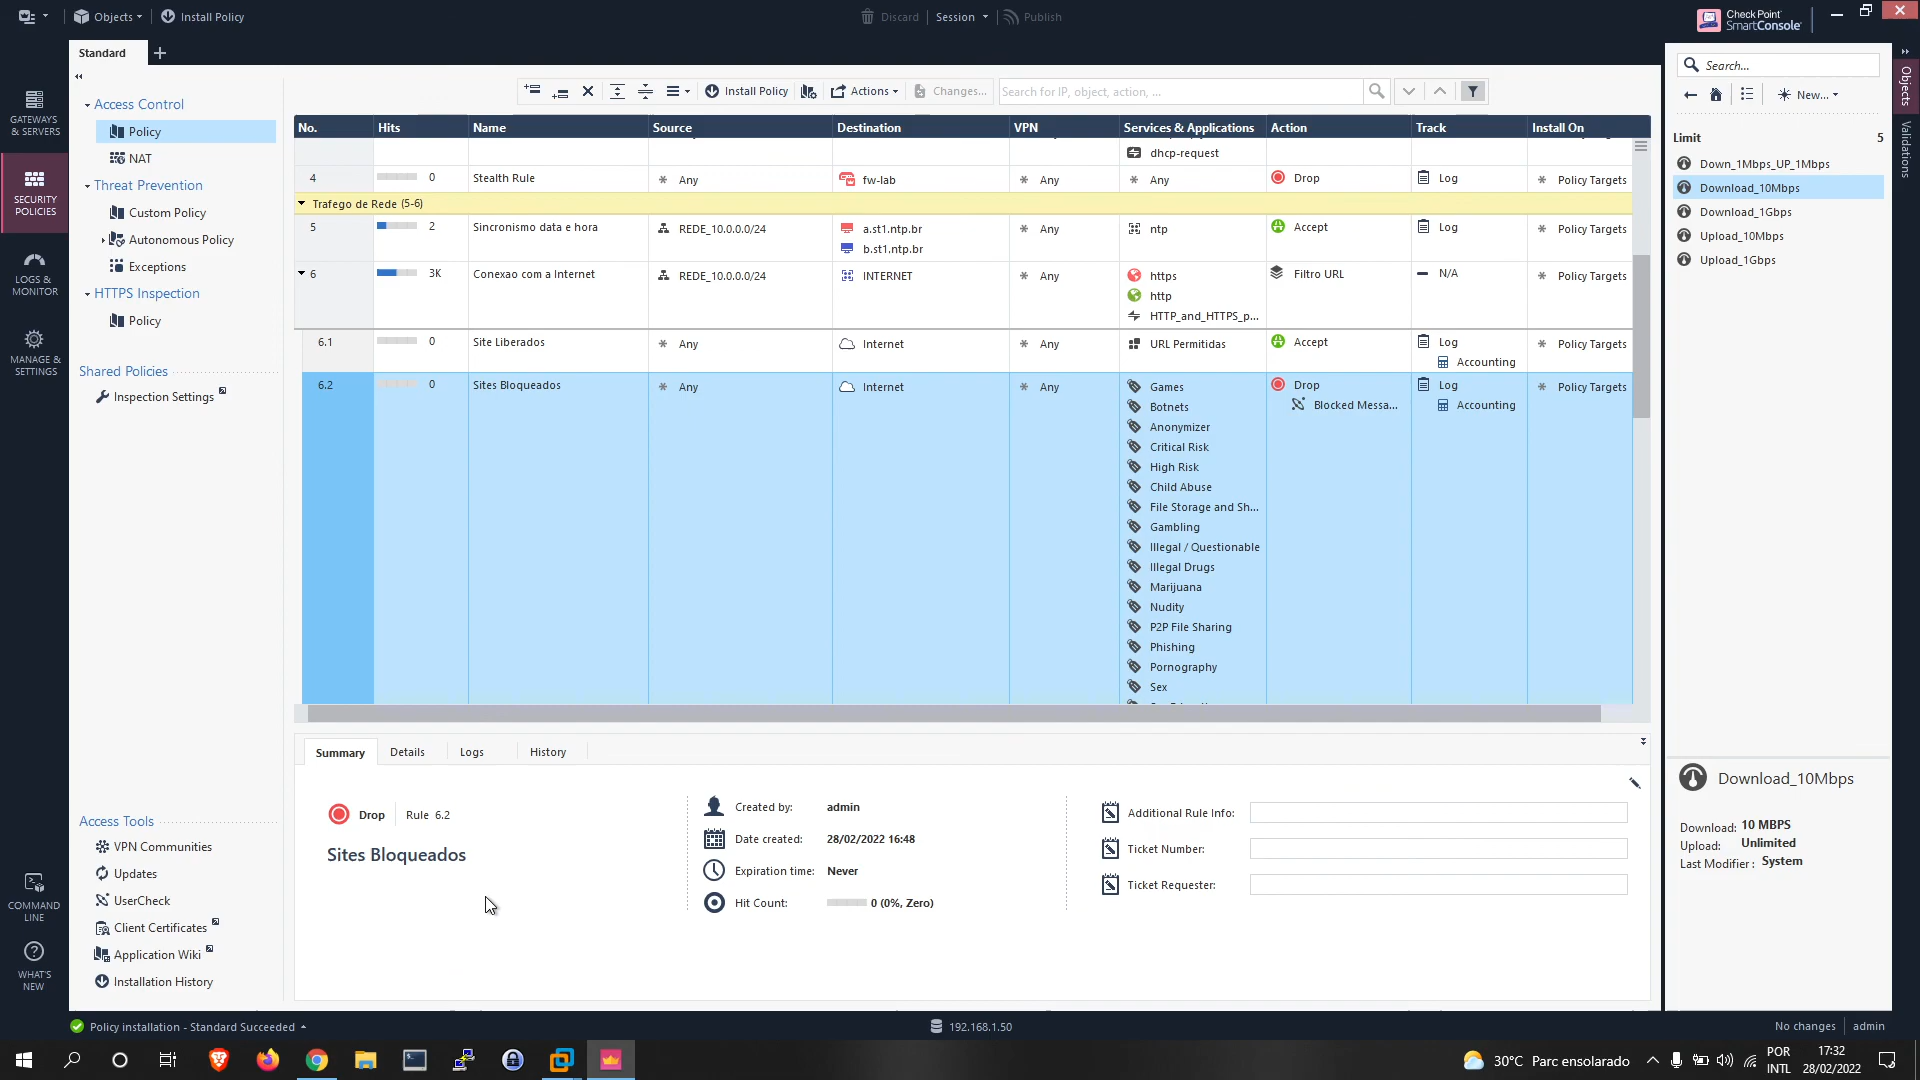 Objects
Install Policy
Discard
Session
Publish
Check Point
SmartConsole
Standard
GATEWAYS
& SERVERS
SECURITY
POLICIES
LOGS &
MONITOR
MANAGE &
SETTINGS
COMMAND
LINE
WHAT'S
NEW
Access Control
Policy
NAT
Threat Prevention
Custom Policy
Autonomous Policy
Exceptions
HTTPS Inspection
Policy
Shared Policies
Inspection Settings
Access Tools
VPN Communities
Updates
UserCheck
Client Certificates
Application Wiki
Installation History
Install Policy
Actions
Changes...
Search for IP, object, action, ...
No. Hits Name Source Destination VPN Services & Applications Action Track Install On
dhcp-request
4 0 Stealth Rule Any fw-lab Any Any Drop Log Policy Targets
Trafego de Rede (5-6)
5 2 Sincronismo data e hora REDE_10.0.0.0/24 a.st1.ntp.br Any ntp Accept Log Policy Targets
b.st1.ntp.br
6 3K Conexao com a Internet REDE_10.0.0.0/24 INTERNET Any https Filtro URL N/A Policy Targets
http
HTTP_and_HTTPS_p...
6.1 0 Site Liberados Any Internet Any URL Permitidas Accept Log Policy Targets
Accounting
6.2 0 Sites Bloqueados Any Internet Any Games Drop Log Policy Targets
Botnets Blocked Messa... Accounting
Anonymizer
Critical Risk
High Risk
Child Abuse
File Storage and Sh...
Gambling
Illegal / Questionable
Illegal Drugs
Marijuana
Nudity
P2P File Sharing
Phishing
Pornography
Sex
Summary Details Logs History
Drop Rule 6.2
Sites Bloqueados
Created by: admin
Date created: 28/02/2022 16:48
Expiration time: Never
Hit Count: 0 (0%, Zero)
Additional Rule Info:
Ticket Number:
Ticket Requester:
Search...
New...
Limit 5
Down_1Mbps_UP_1Mbps
Download_10Mbps
Download_1Gbps
Upload_10Mbps
Upload_1Gbps
Objects
Validations
Download_10Mbps
Download: 10 MBPS
Upload: Unlimited
Last Modifier : System
Policy installation - Standard Succeeded
192.168.1.50
No changes
admin
30°C Parc ensolarado
POR
INTL
17:32
28/02/2022